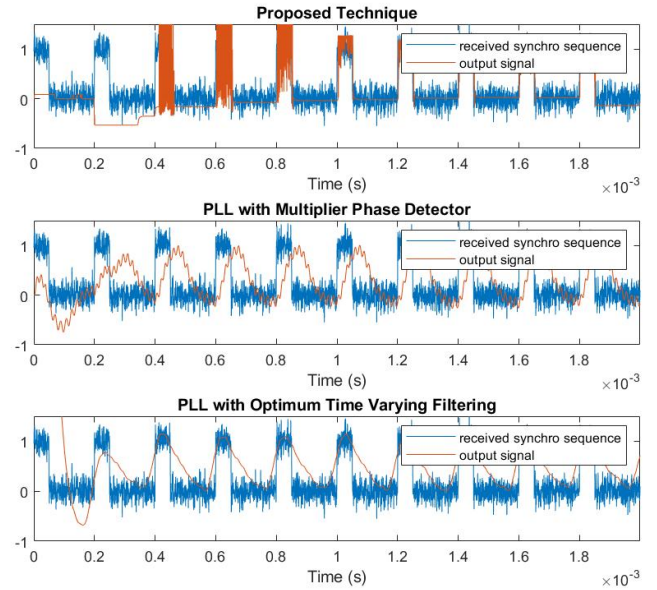 Proposed Technique
received synchro sequence
output signal
1
0
-1
0 0.2 0.4 0.6 0.8 1 1.2 1.4 1.6 1.8
Time (s)
×10-3
PLL with Multiplier Phase Detector
received synchro sequence
output signal
1
0
-1
0 0.2 0.4 0.6 0.8 1 1.2 1.4 1.6 1.8
Time (s)
×10-3
PLL with Optimum Time Varying Filtering
received synchro sequence
output signal
1
0
-1
0 0.2 0.4 0.6 0.8 1 1.2 1.4 1.6 1.8
Time (s)
×10-3